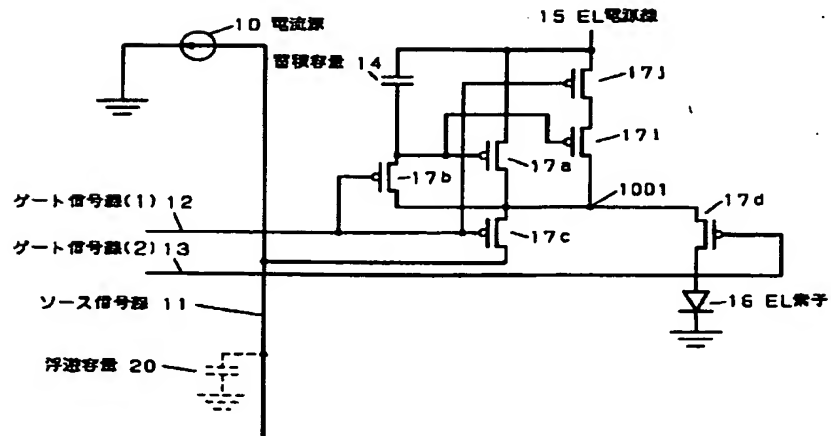 10 電流源
15 EL電源線
蓄積容量 14
17j
17i
17b
17a
1001
17d
ゲート信号線(1) 12
17c
ゲート信号線(2) 13
ソース信号線 11
16 EL素子
浮遊容量 20